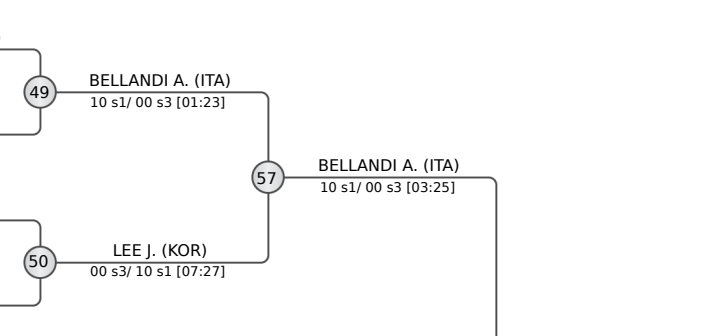 BELLANDI A. (ITA)
49
10 s1/ 00 s3 [01:23]
BELLANDI A. (ITA)
57
10 s1/ 00 s3 [03:25]
LEE J. (KOR)
50
00 s3/ 10 s1 [07:27]